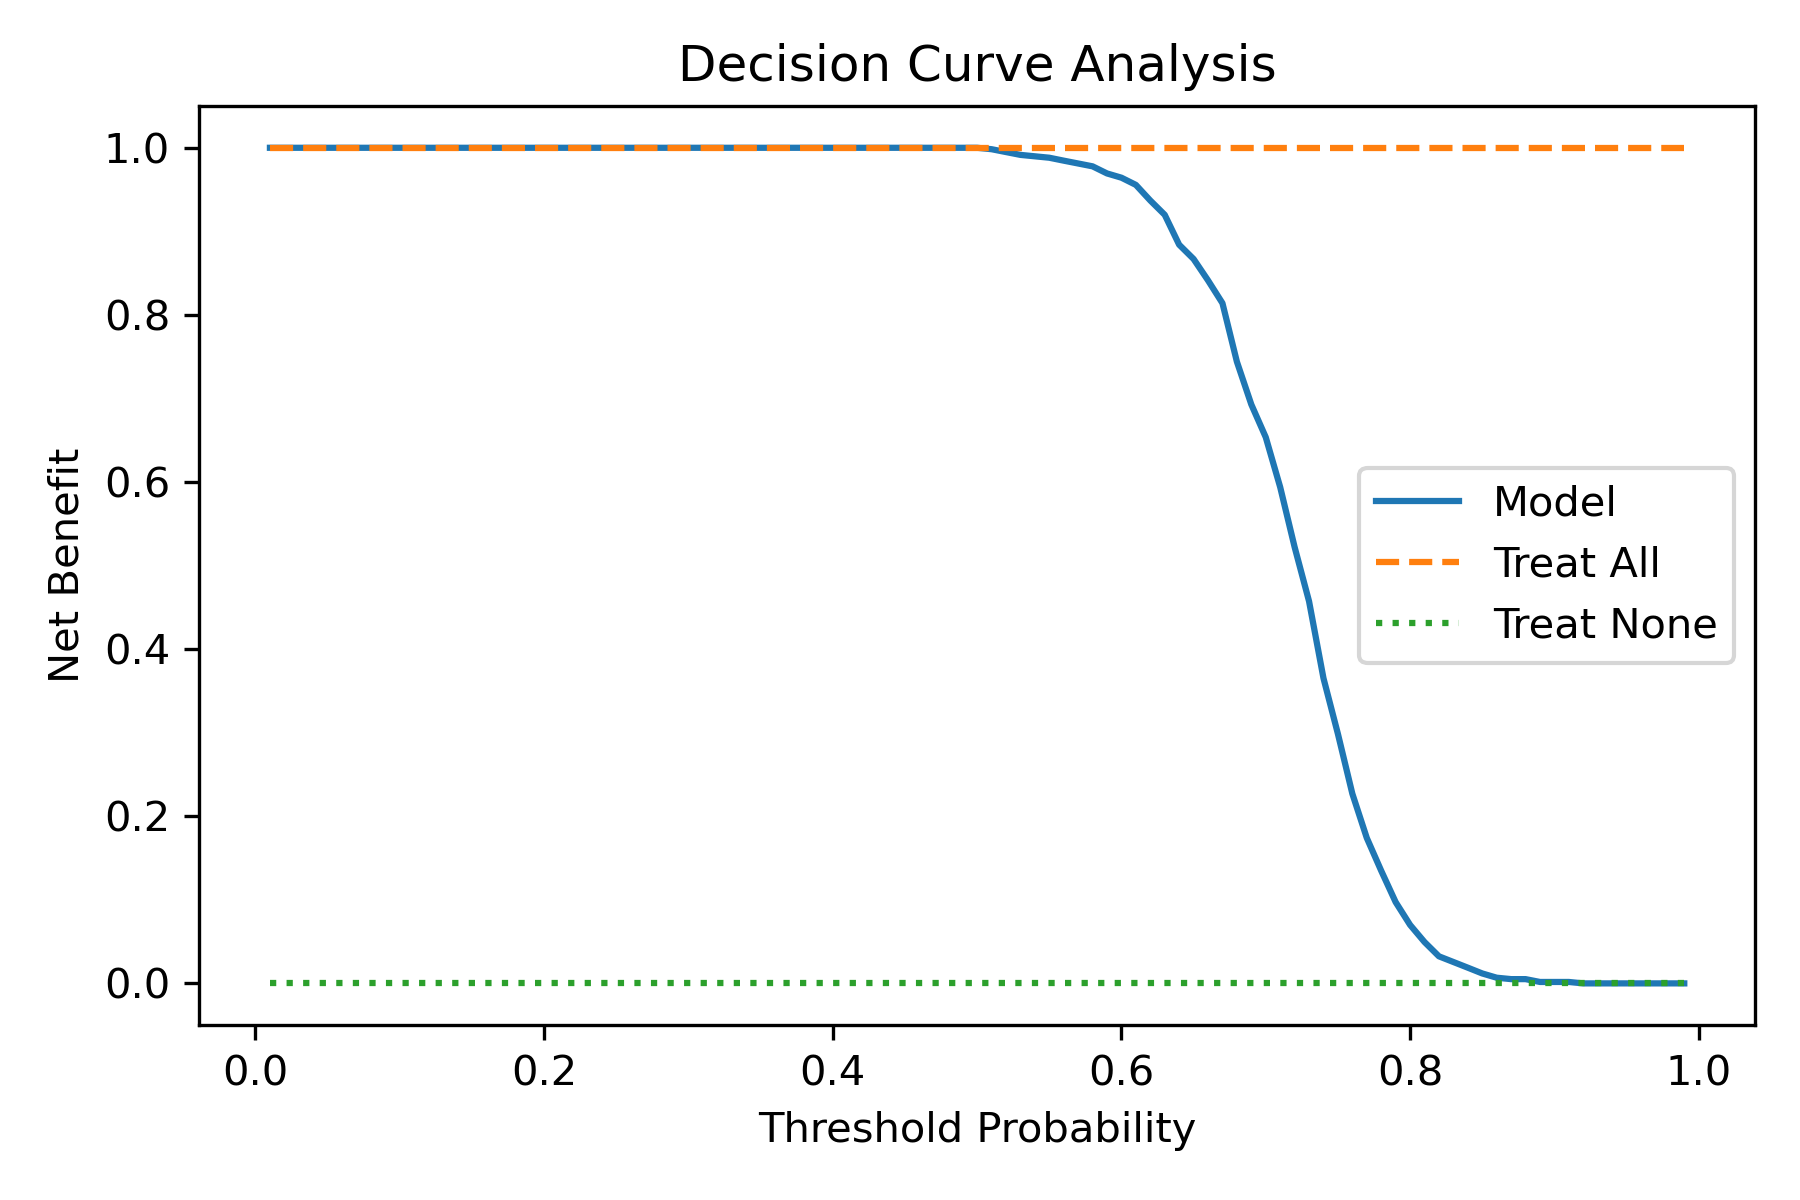 Decision Curve Analysis
1.0
0.8
0.6
0.4
0.2
0.0
Net Benefit
Model
Treat All
Treat None
0.0 0.2 0.4 0.6 0.8 1.0
Threshold Probability